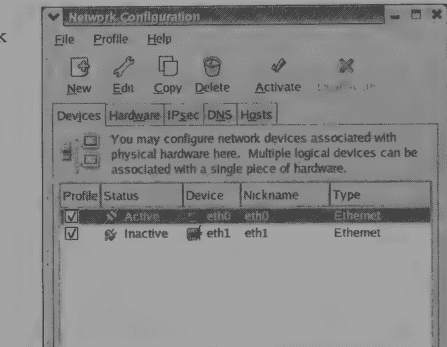 k
Network Configuration
File Profile Help
New Edit Copy Delete Activate
Devices Hardware IPsec DNS Hosts
You may configure network devices associated with
physical hardware here. Multiple logical devices can be
associated with a single piece of hardware.
Profile Status Device Nickname Type
Active eth0 eth0 Ethernet
Inactive eth1 eth1 Ethernet